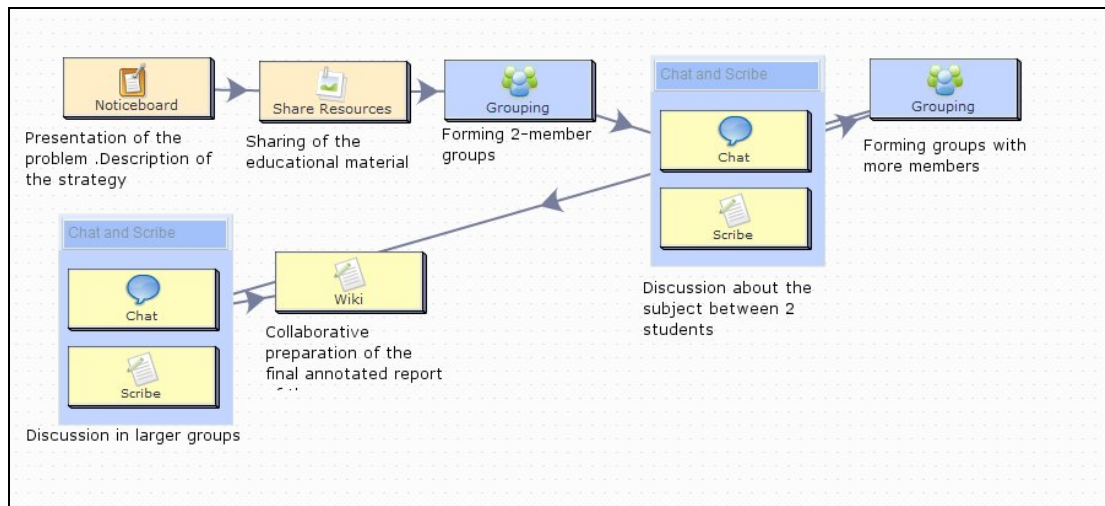 Noticeboard
Presentation of the
problem .Description of
the strategy
Share Resources
Sharing of the
educational material
Grouping
Forming 2-member
groups
Chat and Scribe
Chat
Scribe
Discussion about the
subject between 2
students
Grouping
Forming groups with
more members
Chat and Scribe
Chat
Scribe
Discussion in larger groups
Wiki
Collaborative
preparation of the
final annotated report